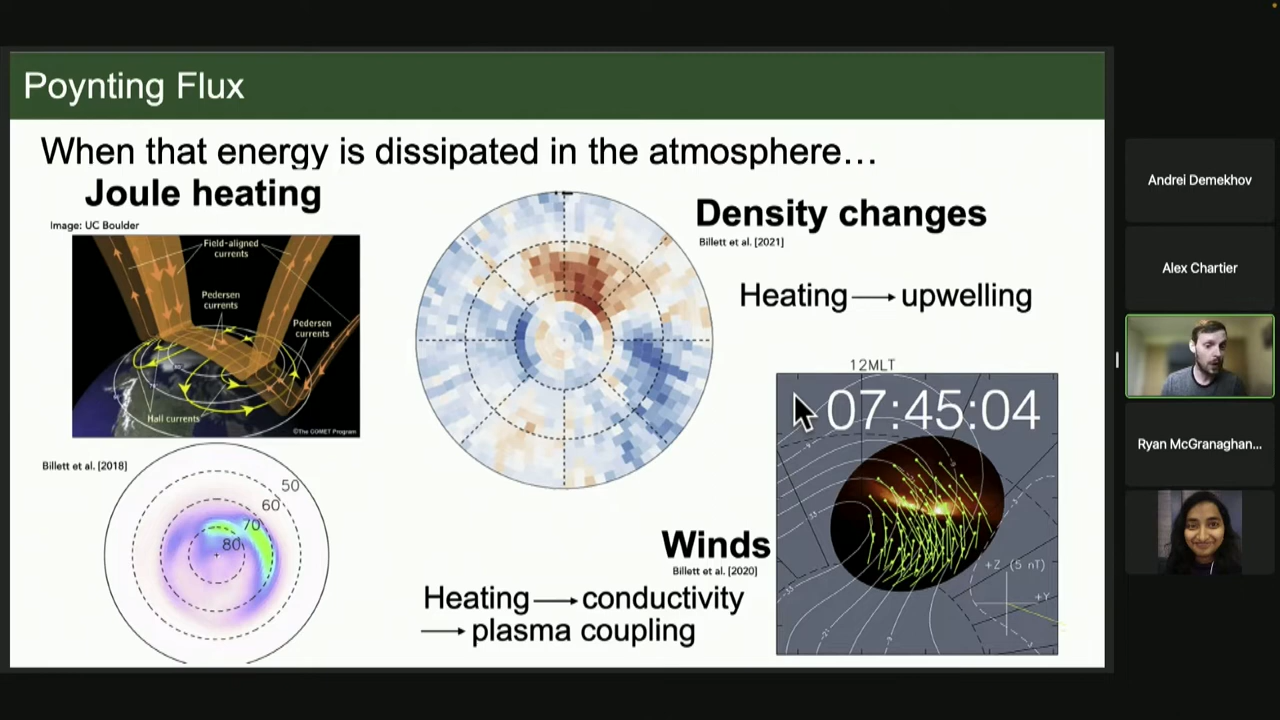 Poynting Flux
When that energy is dissipated in the atmosphere…
Joule heating
Image: UC Boulder
Field-aligned
currents
Pedersen
currents
Pedersen
currents
Hall currents
©The COMET Program
Billett et al. [2018]
50
60
70
80
Density changes
Billett et al. [2021]
Heating → upwelling
12MLT
07:45:04
+Z (5 nT)
+Y
Winds
Billett et al. [2020]
Heating → conductivity
→ plasma coupling
Andrei Demekhov
Alex Chartier
Ryan McGranaghan...